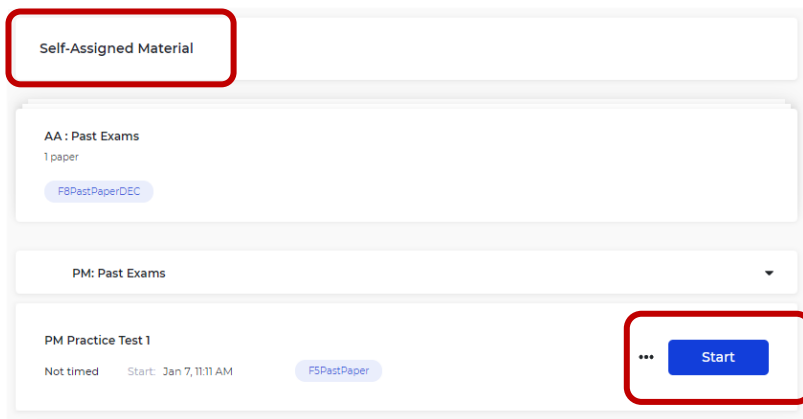 Self-Assigned Material
AA : Past Exams
1 paper
F8PastPaperDEC
PM: Past Exams
PM Practice Test 1
Not timed Start: Jan 7, 11:11 AM F5PastPaper
••• Start